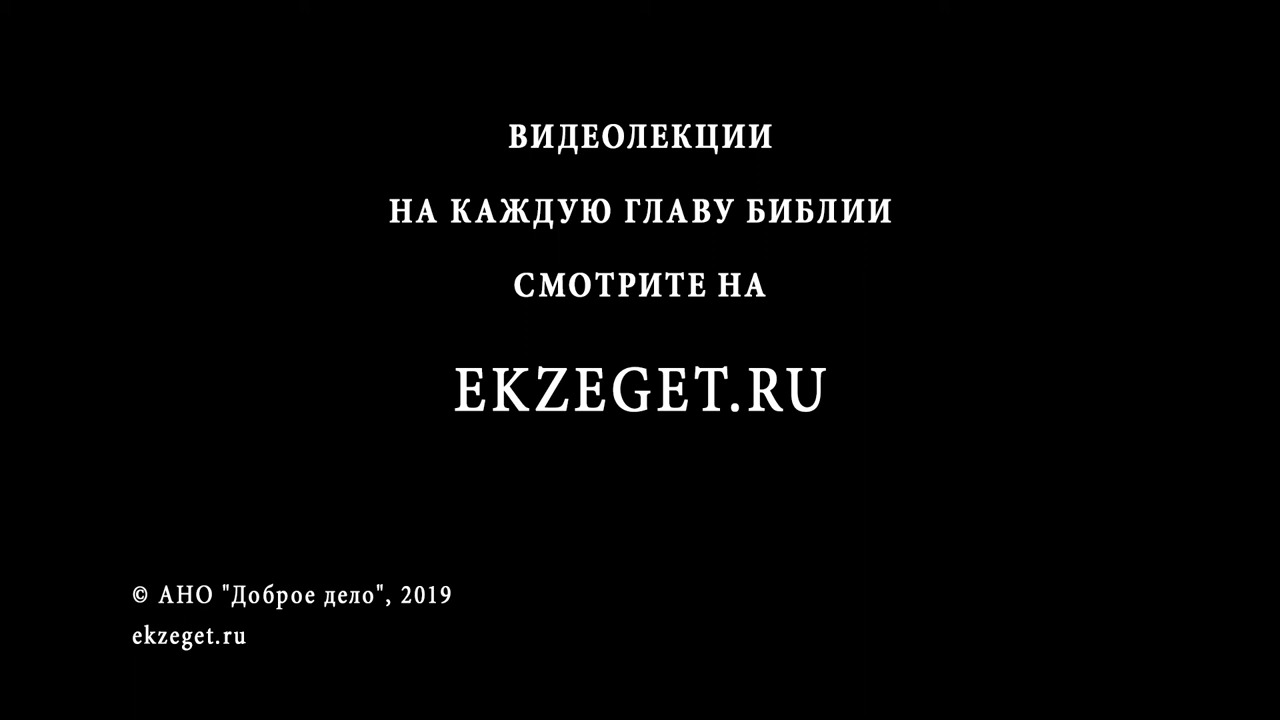 ВИДЕОЛЕКЦИИ
НА КАЖДУЮ ГЛАВУ БИБЛИИ
СМОТРИТЕ НА
EKZEGET.RU
© АНО "Доброе дело", 2019
ekzeget.ru